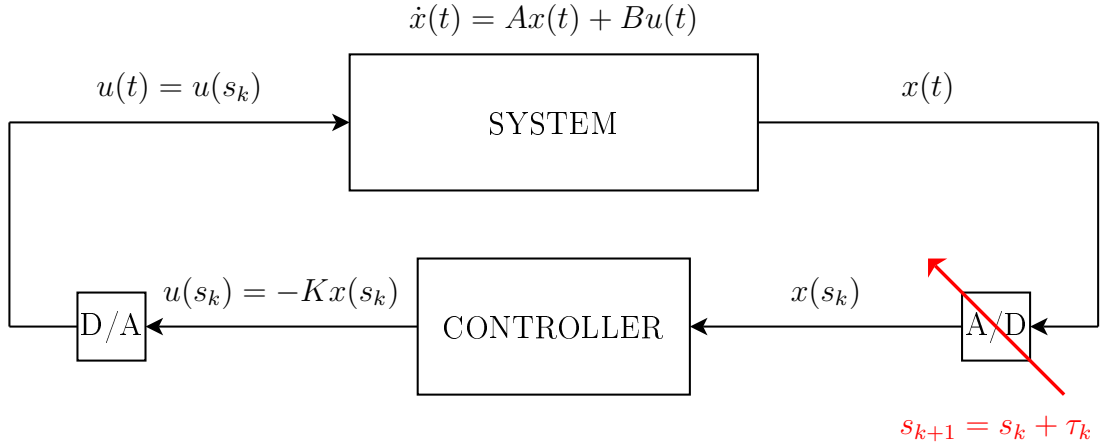 ẋ(t) = Ax(t) + Bu(t)
u(t) = u(s_k)
x(t)
SYSTEM
u(s_k) = −Kx(s_k)
x(s_k)
D/A
CONTROLLER
A/D
s_{k+1} = s_k + τ_k